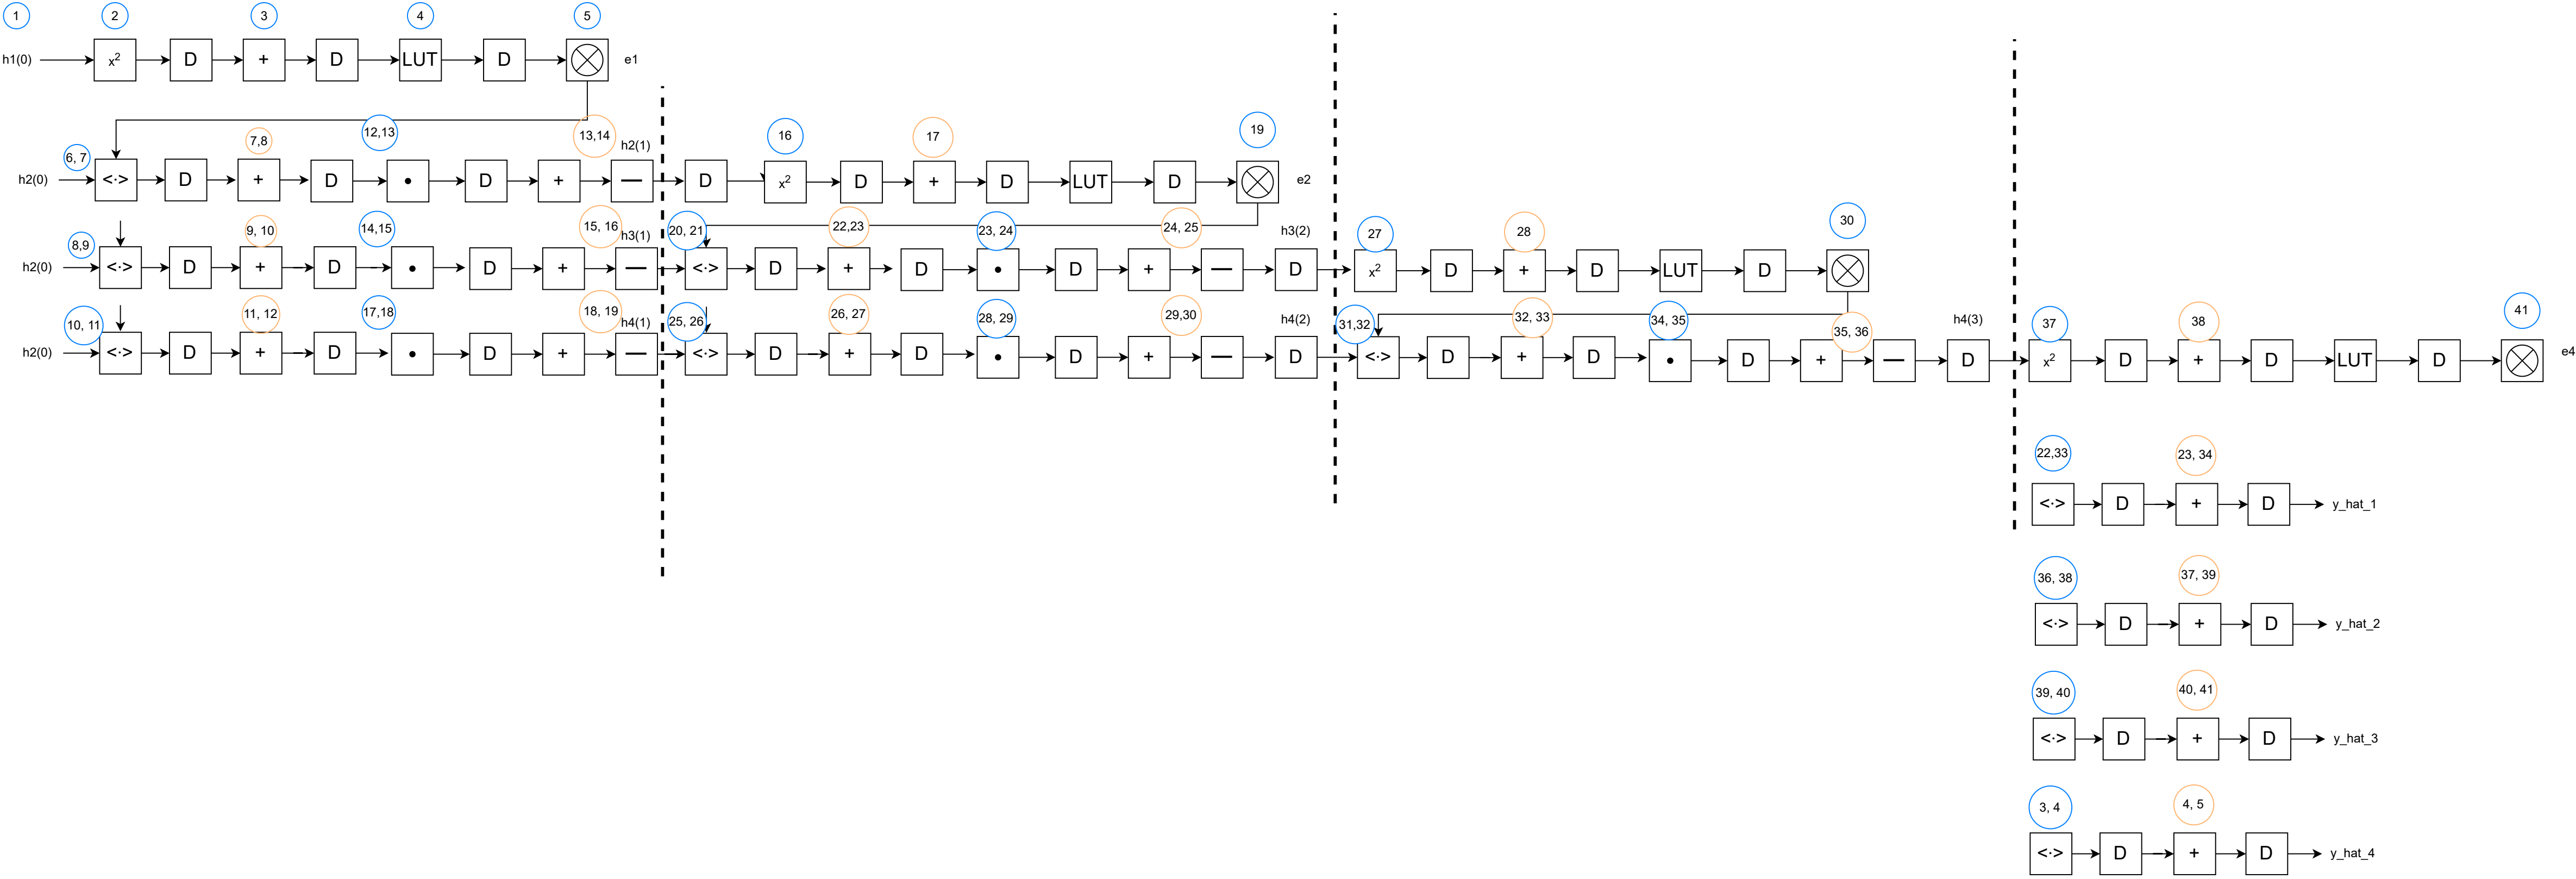 1 2 3 4 5
h1(0) x² D + D LUT D e1
6, 7 7,8 12,13 13,14 h2(1) 16 17 19
h2(0) <·> D + D • D + — D x² D + D LUT D e2
8,9 9, 10 14,15 15, 16 h3(1) 20, 21 22,23 23, 24 24, 25 h3(2) 27 28 30
h2(0) <·> D + D • D + — <·> D + D • D + — D x² D + D LUT D
10, 11 11, 12 17,18 18, 19 h4(1) 25, 26 26, 27 28, 29 29,30 h4(2) 31,32 32, 33 34, 35 35, 36 h4(3) 37 38 41
h2(0) <·> D + D • D + — <·> D + D • D + — D <·> D + D • D + — D x² D + D LUT D e4
22,33 23, 34
<·> D + D y_hat_1
36, 38 37, 39
<·> D + D y_hat_2
39, 40 40, 41
<·> D + D y_hat_3
3, 4 4, 5
<·> D + D y_hat_4